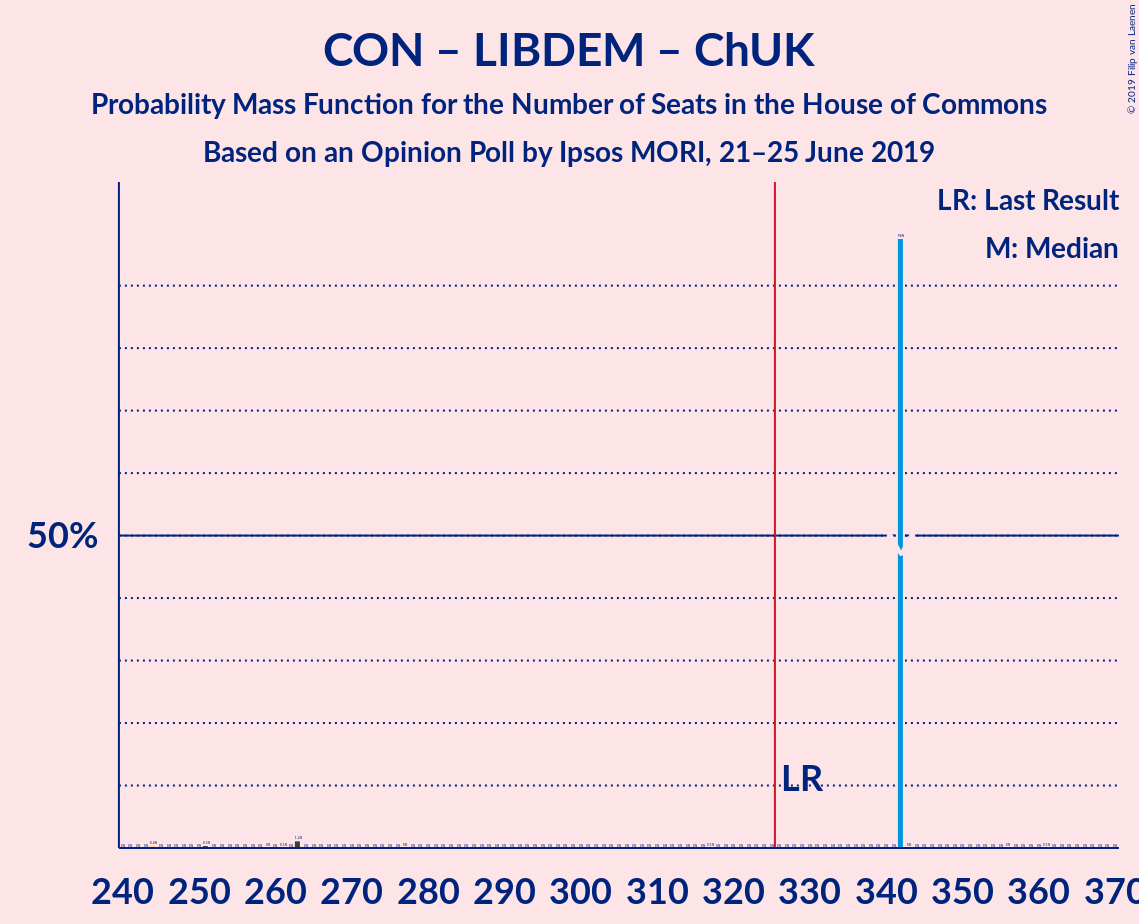 CON – LIBDEM – ChUK
Probability Mass Function for the Number of Seats in the House of Commons
Based on an Opinion Poll by Ipsos MORI, 21–25 June 2019
© 2019 Filip van Laenen
LR: Last Result
M: Median
50%
LR
240 250 260 270 280 290 300 310 320 330 340 350 360 370